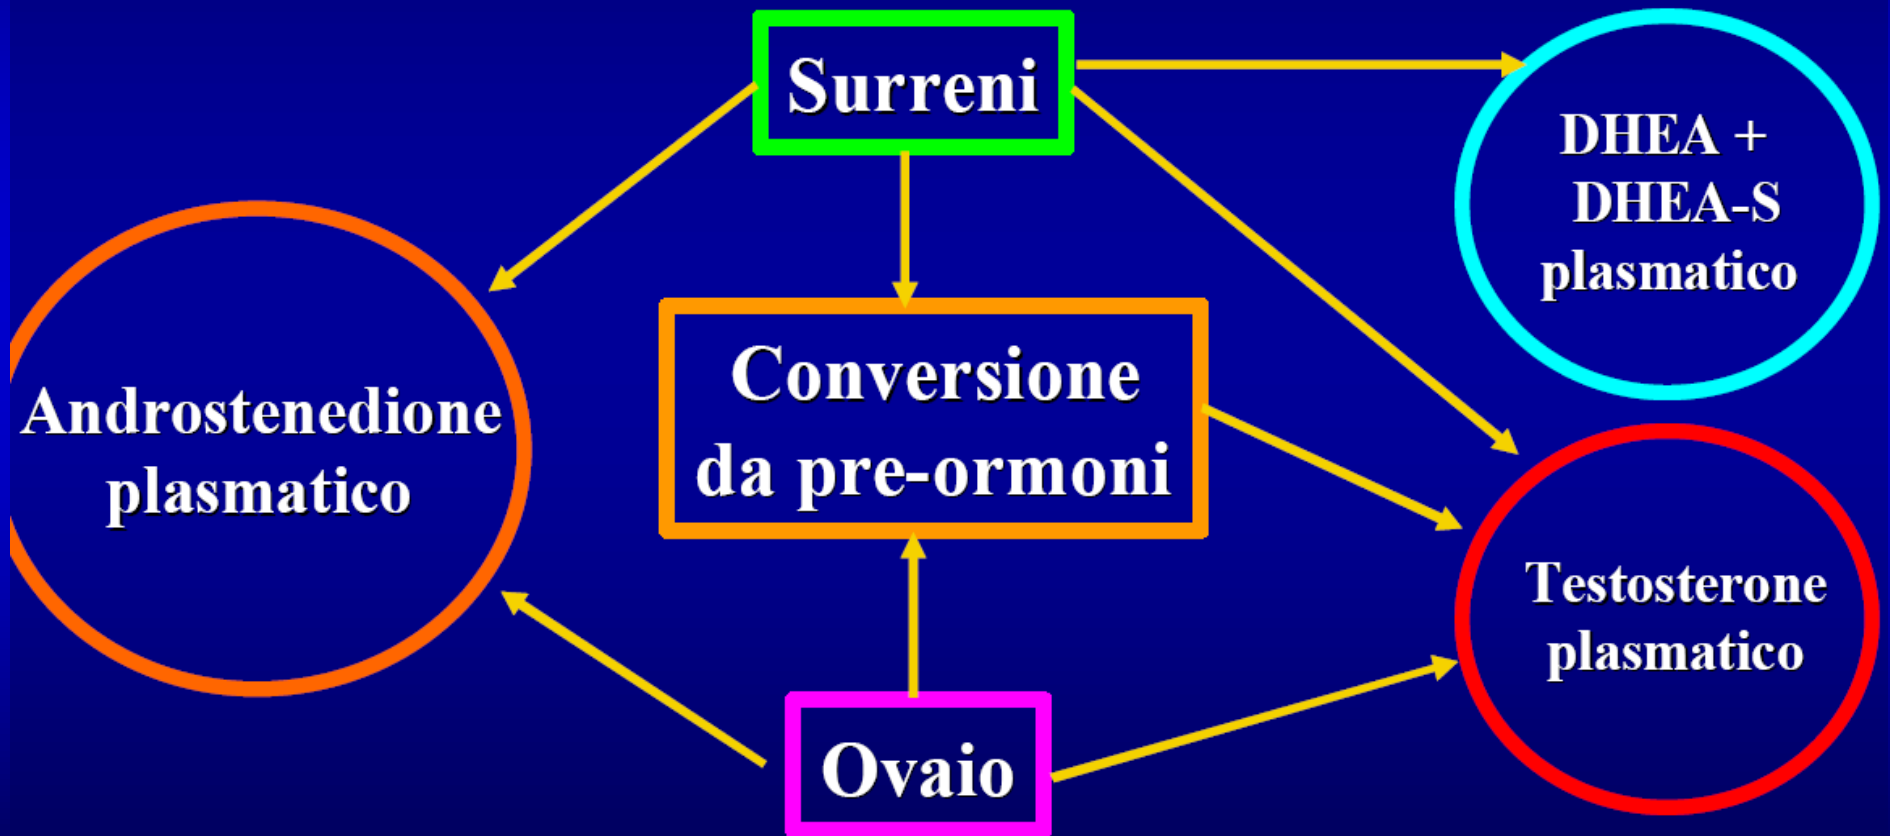 Surreni
DHEA +
DHEA-S
plasmatico
Androstenedione
plasmatico
Conversione
da pre-ormoni
Testosterone
plasmatico
Ovaio